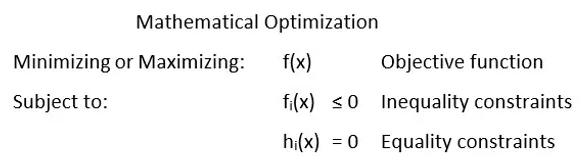 Mathematical Optimization
Minimizing or Maximizing: f(x) Objective function
Subject to: fᵢ(x) ≤ 0 Inequality constraints
hᵢ(x) = 0 Equality constraints